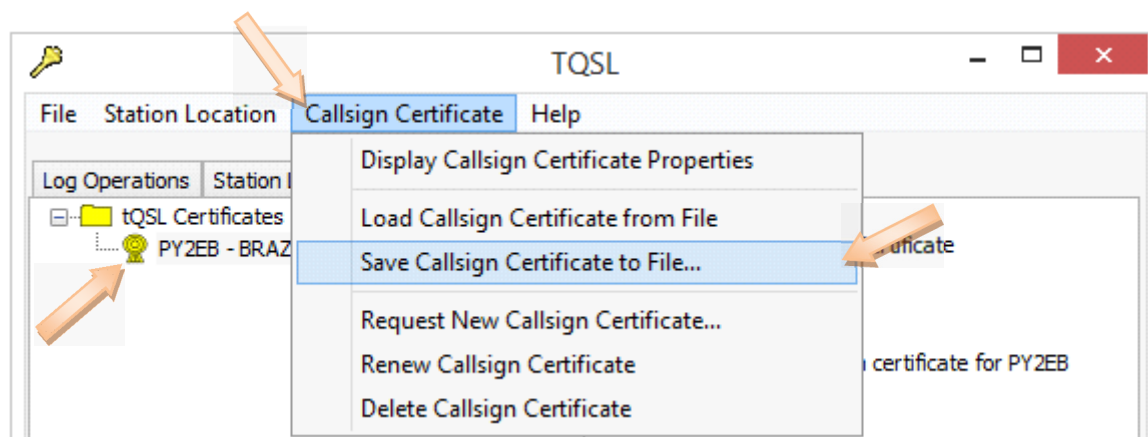 TQSL
File Station Location Callsign Certificate Help
Display Callsign Certificate Properties
Log Operations Station
tQSL Certificates
Load Callsign Certificate from File
PY2EB - BRAZ
Save Callsign Certificate to File...
Request New Callsign Certificate...
Renew Callsign Certificate
certificate for PY2EB
Delete Callsign Certificate